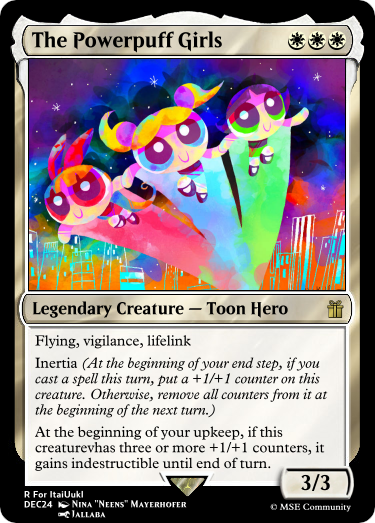 The Powerpuff Girls
Legendary Creature — Toon Hero
Flying, vigilance, lifelink
Inertia (At the beginning of your end step, if you
cast a spell this turn, put a +1/+1 counter on this
creature. Otherwise, remove all counters from it at
the beginning of the next turn.)
At the beginning of your upkeep, if this
creaturevhas three or more +1/+1 counters, it
gains indestructible until end of turn.
3/3
R For ItaiUukI
DEC24 Nina "Neens" Mayerhofer
Jallaba
© MSE Community